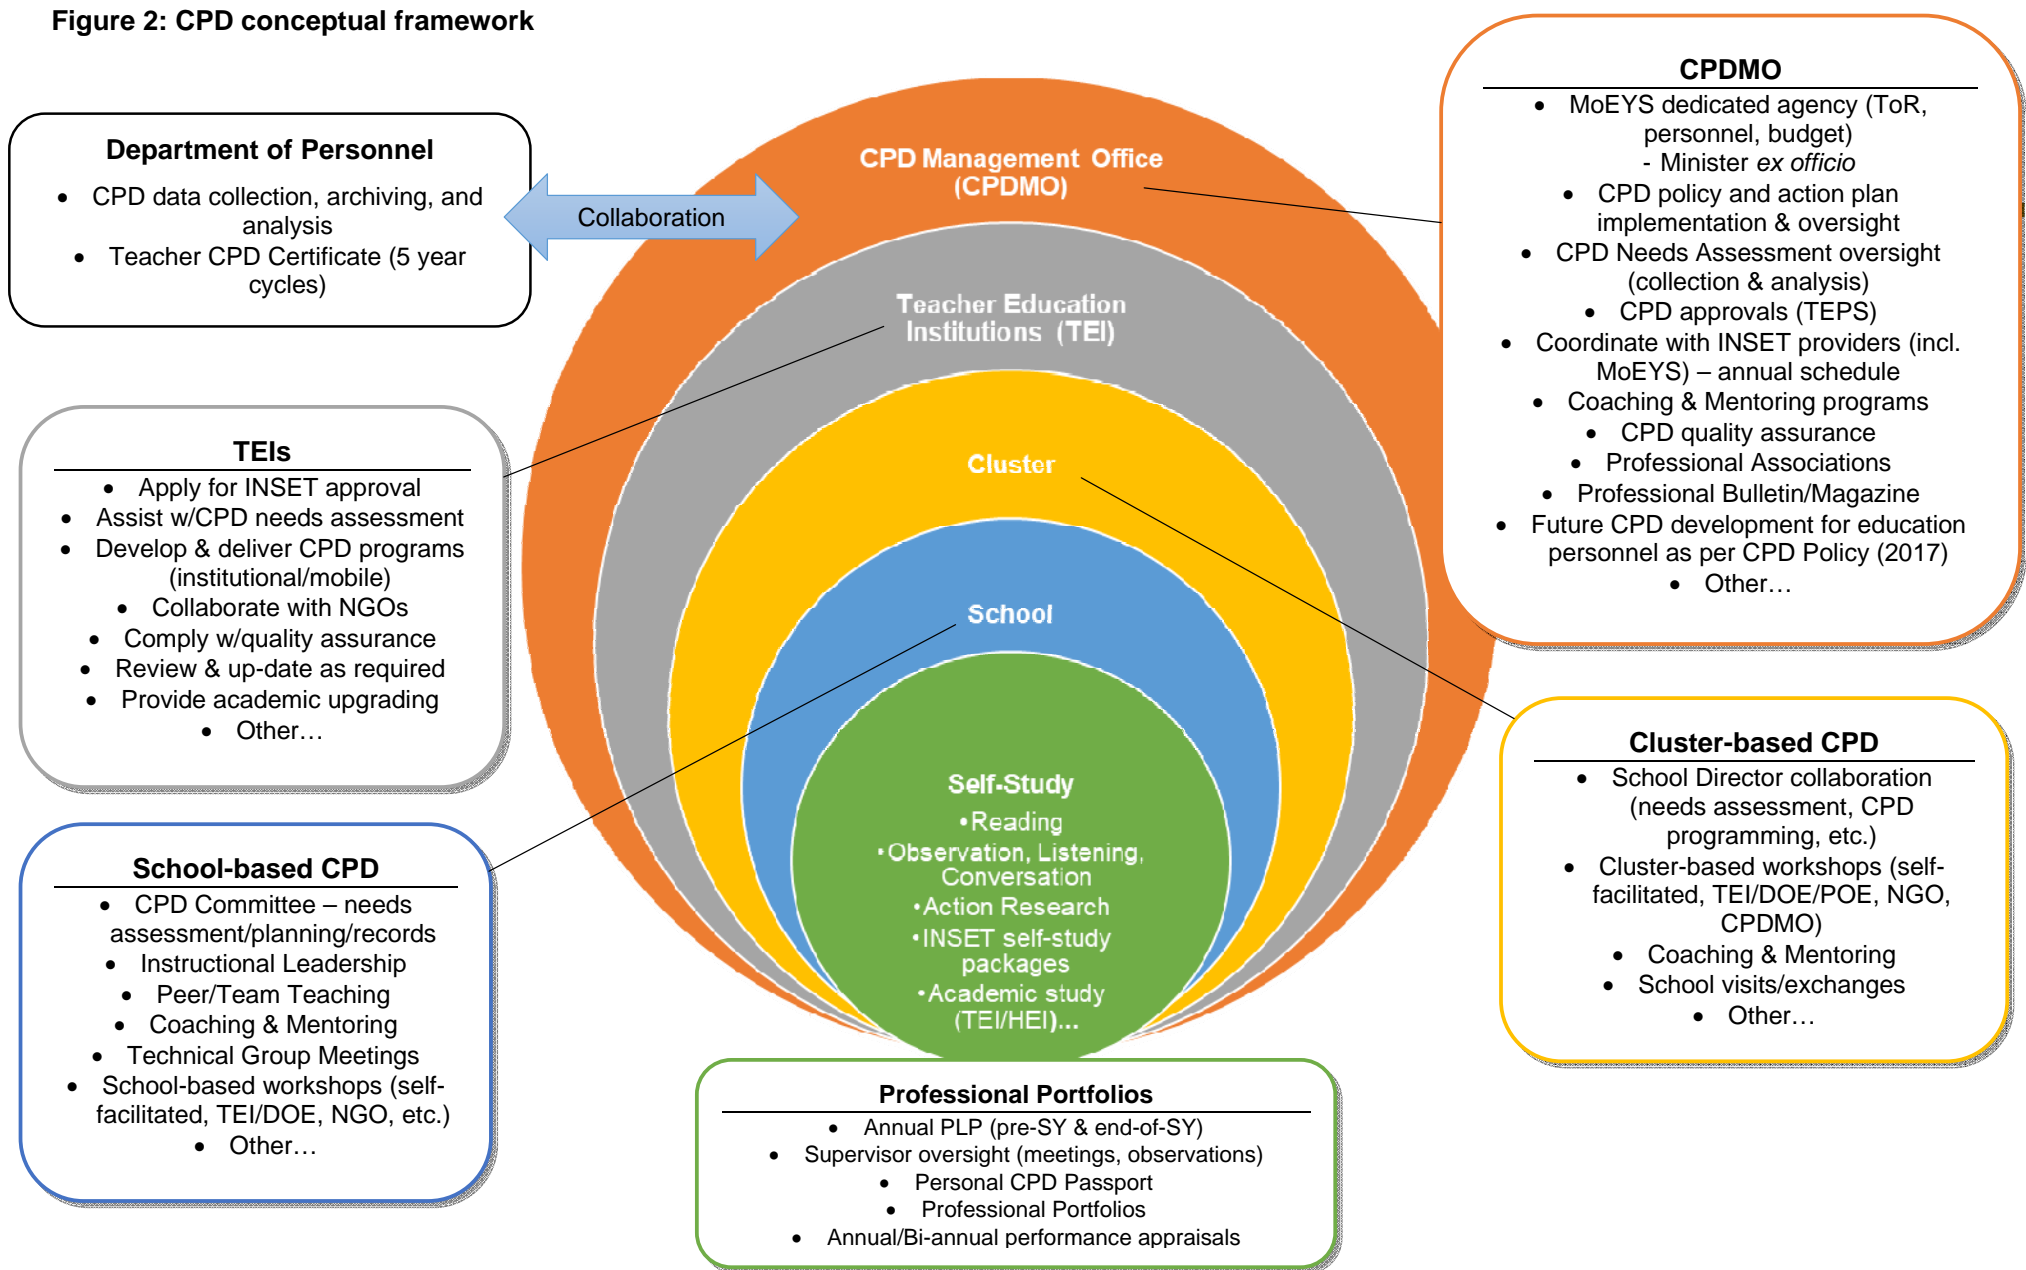 Figure 2: CPD conceptual framework
Department of Personnel
• CPD data collection, archiving, and
analysis
• Teacher CPD Certificate (5 year
cycles)
Collaboration
CPD Management Office
(CPDMO)
Teacher Education
Institutions (TEI)
Cluster
School
Self-Study
•Reading
•Observation, Listening,
Conversation
•Action Research
•INSET self-study
packages
•Academic study
(TEI/HEI)...
CPDMO
• MoEYS dedicated agency (ToR,
personnel, budget)
- Minister ex officio
• CPD policy and action plan
implementation & oversight
• CPD Needs Assessment oversight
(collection & analysis)
• CPD approvals (TEPS)
• Coordinate with INSET providers (incl.
MoEYS) – annual schedule
• Coaching & Mentoring programs
• CPD quality assurance
• Professional Associations
• Professional Bulletin/Magazine
• Future CPD development for education
personnel as per CPD Policy (2017)
• Other…
TEIs
• Apply for INSET approval
• Assist w/CPD needs assessment
• Develop & deliver CPD programs
(institutional/mobile)
• Collaborate with NGOs
• Comply w/quality assurance
• Review & up-date as required
• Provide academic upgrading
• Other…
Cluster-based CPD
• School Director collaboration
(needs assessment, CPD
programming, etc.)
• Cluster-based workshops (self-
facilitated, TEI/DOE/POE, NGO,
CPDMO)
• Coaching & Mentoring
• School visits/exchanges
• Other…
School-based CPD
• CPD Committee – needs
assessment/planning/records
• Instructional Leadership
• Peer/Team Teaching
• Coaching & Mentoring
• Technical Group Meetings
• School-based workshops (self-
facilitated, TEI/DOE, NGO, etc.)
• Other…
Professional Portfolios
• Annual PLP (pre-SY & end-of-SY)
• Supervisor oversight (meetings, observations)
• Personal CPD Passport
• Professional Portfolios
• Annual/Bi-annual performance appraisals